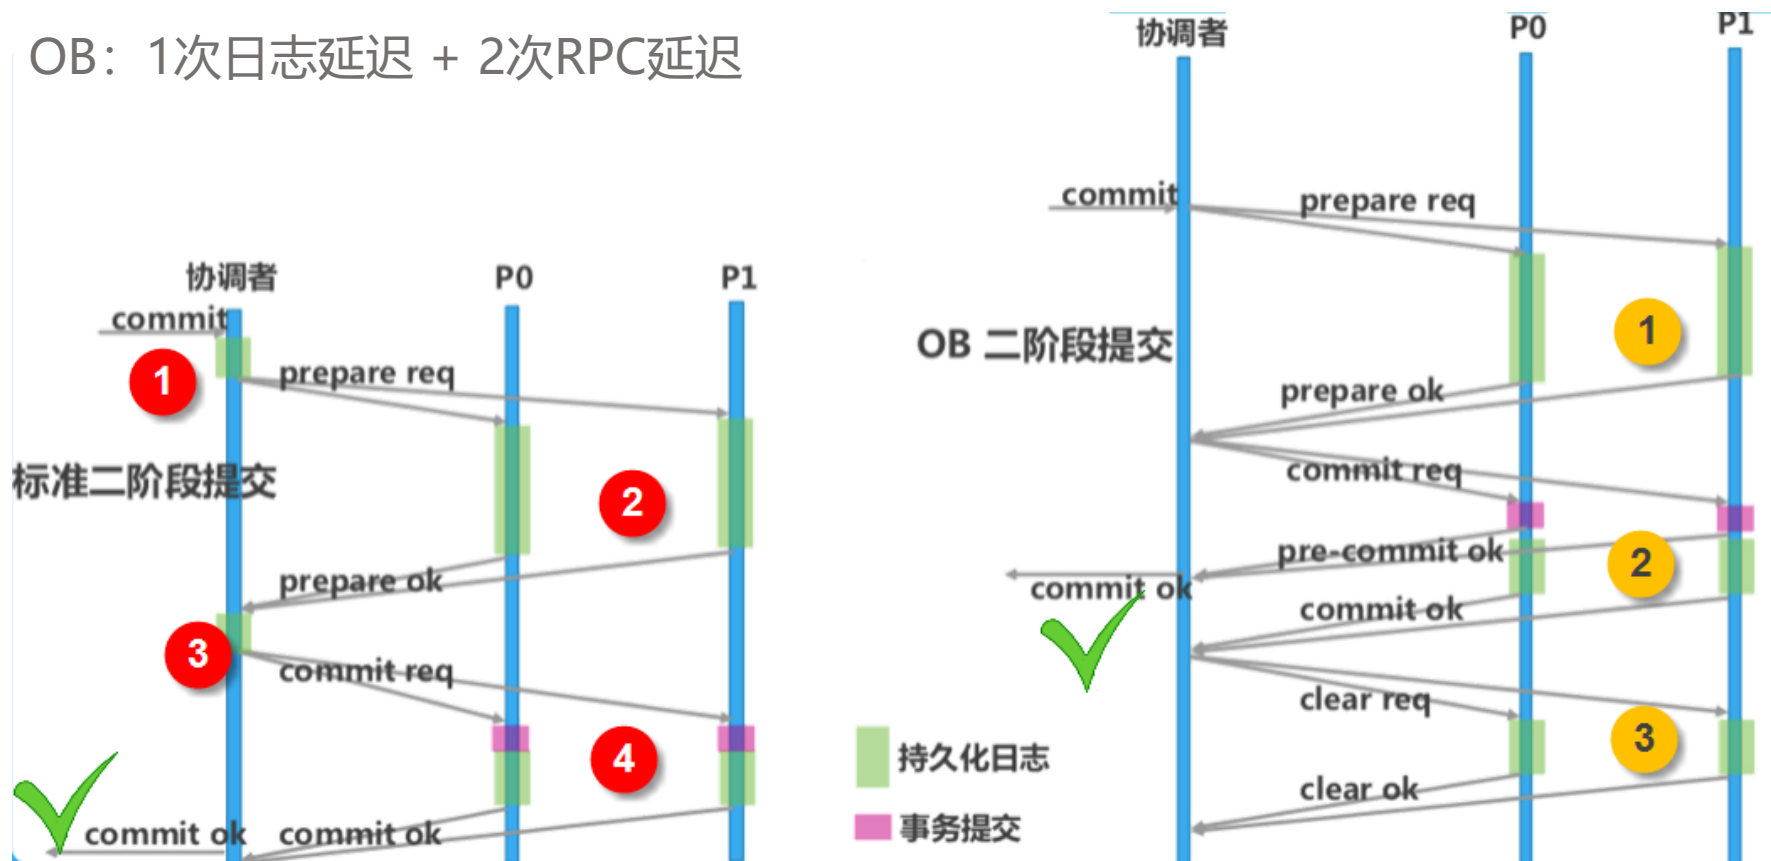 OB：1次日志延迟 + 2次RPC延迟
协调者
P0
P1
commit
1
prepare req
标准二阶段提交
2
prepare ok
3
commit req
4
commit ok
commit ok
协调者
P0
P1
commit
prepare req
OB 二阶段提交
1
prepare ok
commit req
pre-commit ok
2
commit ok
commit ok
clear req
3
clear ok
持久化日志
事务提交